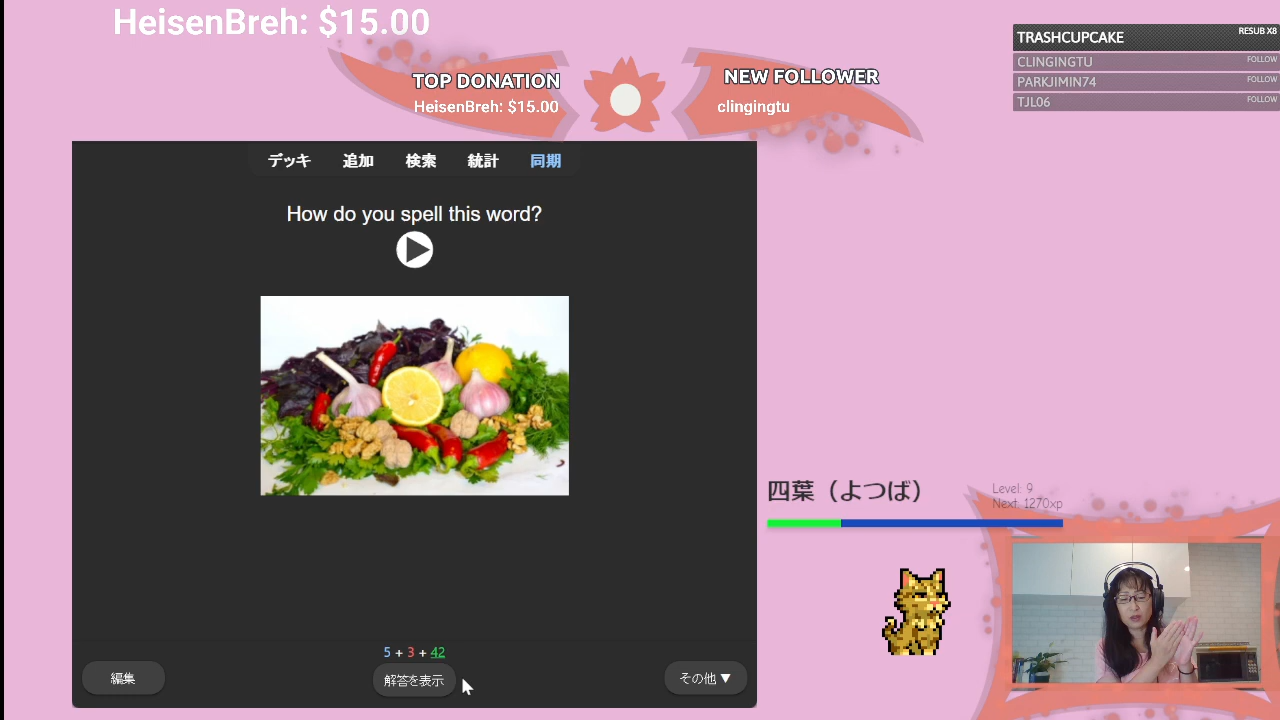 HeisenBreh: $15.00
TOP DONATION
HeisenBreh: $15.00
NEW FOLLOWER
clingingtu
TRASHCUPCAKE RESUB X8
CLINGINGTU FOLLOW
PARKJIMIN74 FOLLOW
TJL06 FOLLOW
デッキ 追加 検索 統計 同期
How do you spell this word?
四葉（よつば）
Level: 9
Next: 1270xp
5 + 3 + 42
編集 解答を表示 その他 ▼